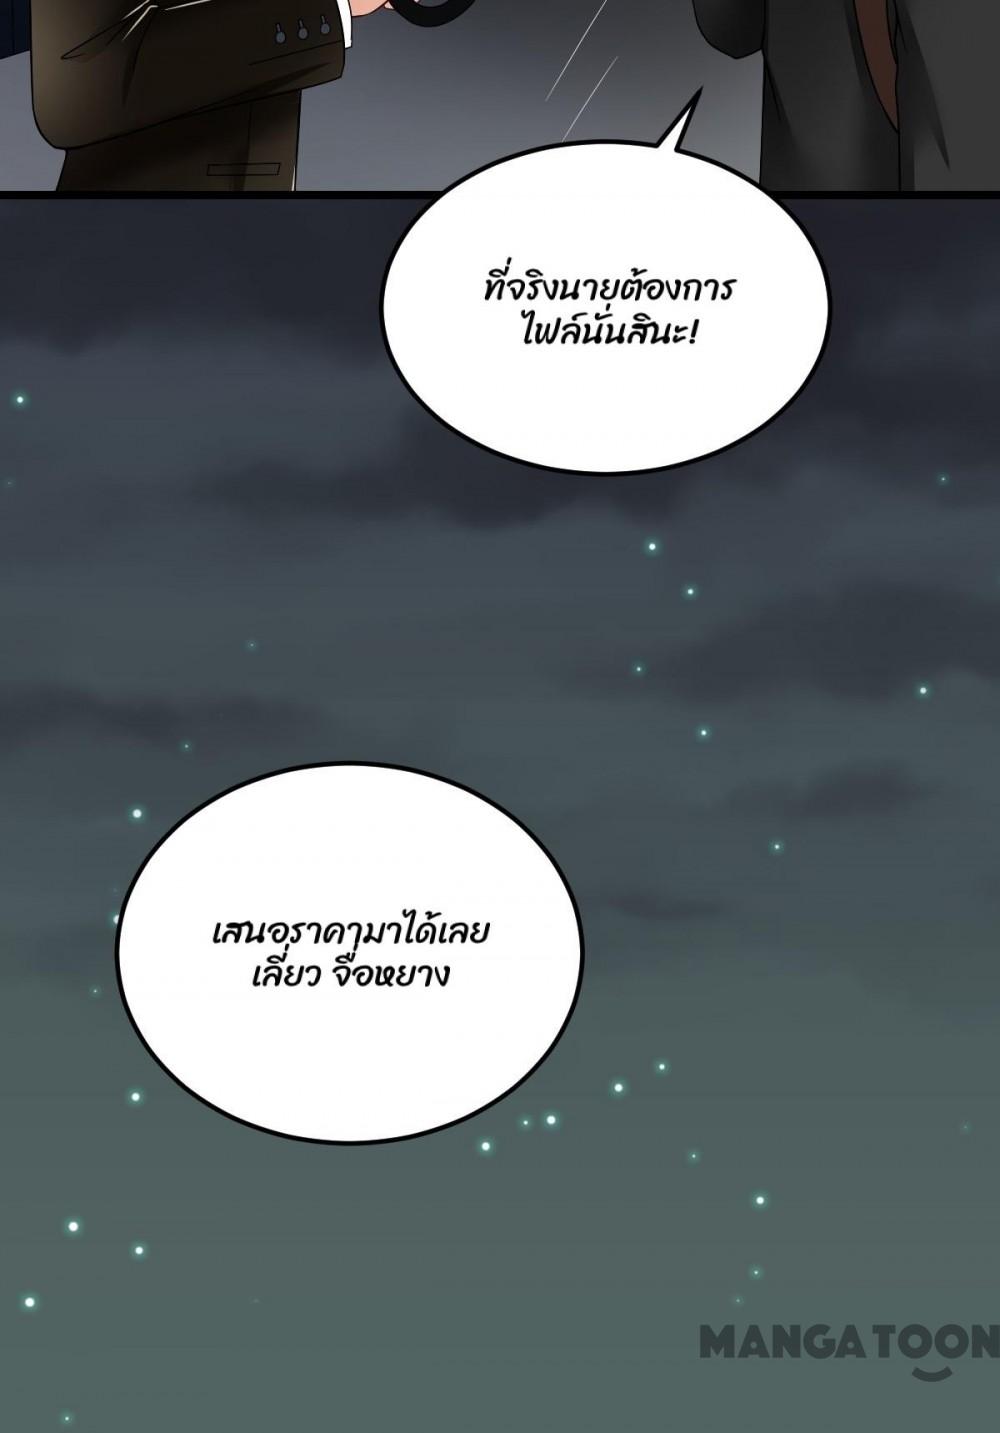 ที่จริงนายต้องการ
ไฟล์นั่นสินะ!
เสนอราคามาได้เลย
เลี่ยว จื่อหยาง
MANGATOON